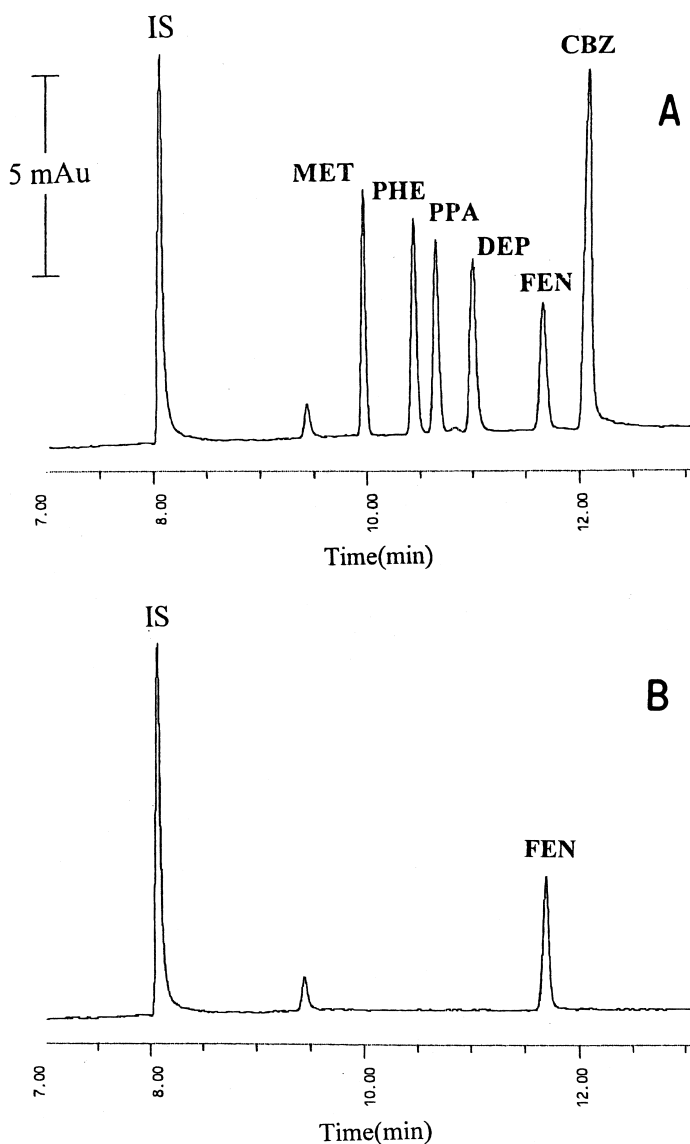 IS
CBZ
A
5 mAu
MET
PHE
PPA
DEP
FEN
7.00
8.00
10.00
12.00
Time(min)
IS
B
FEN
7.00
8.00
10.00
12.00
Time(min)